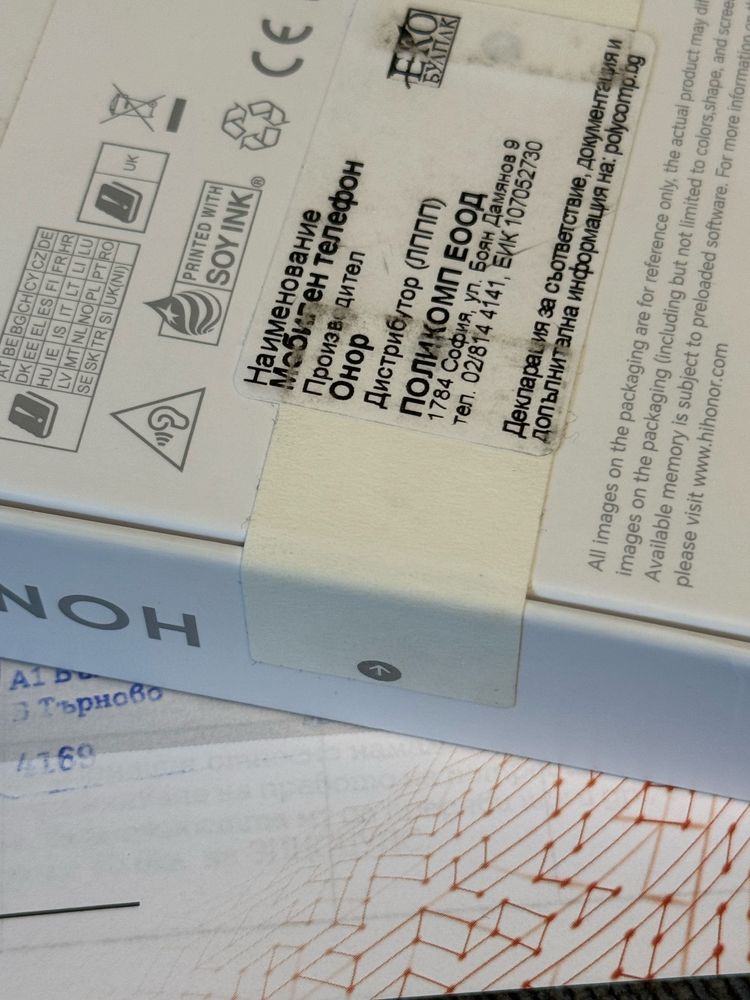 CE
UK
PRINTED WITH
SOY INK®
AT BE BG CH CY CZ DE
DK EE EL ES FI FR HR
HU IE IS IT LT LI LU
LV MT NL NO PL PT RO
SE SK TR SI UK(NI)
ЕКО
БУЛПАК
Наименование
Мобилен телефон
Производител
Онор
Дистрибутор (ЛППП)
ПОЛИКОМП ЕООД
1784 София, ул. Боян Дамянов 9
тел. 02/814 4141, ЕИК 107052730
Декларация за съответствие, документация и
допълнителна информация на: polycomp.bg
All images on the packaging are for reference only, the actual product may
images on the packaging (including but not limited to colors, shape, and
Available memory is subject to preloaded software. For more information
please visit www.hihonor.com
HON
A1
Търново
4169